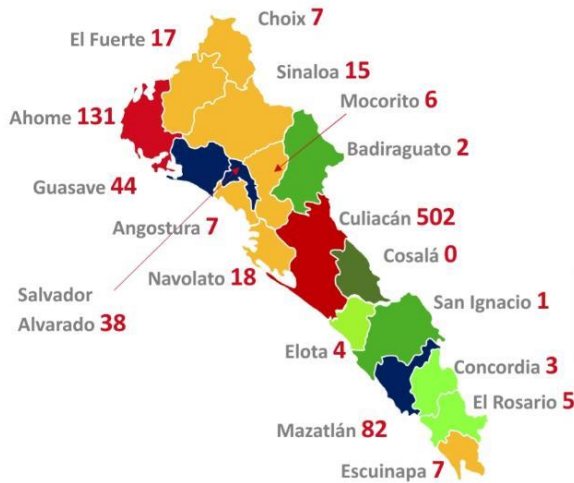 Choix 7
El Fuerte 17
Sinaloa 15
Mocorito 6
Ahome 131
Badiraguato 2
Guasave 44
Culiacán 502
Angostura 7
Cosalá 0
Navolato 18
Salvador
Alvarado 38
San Ignacio 1
Elota 4
Concordia 3
El Rosario 5
Mazatlán 82
Escuinapa 7